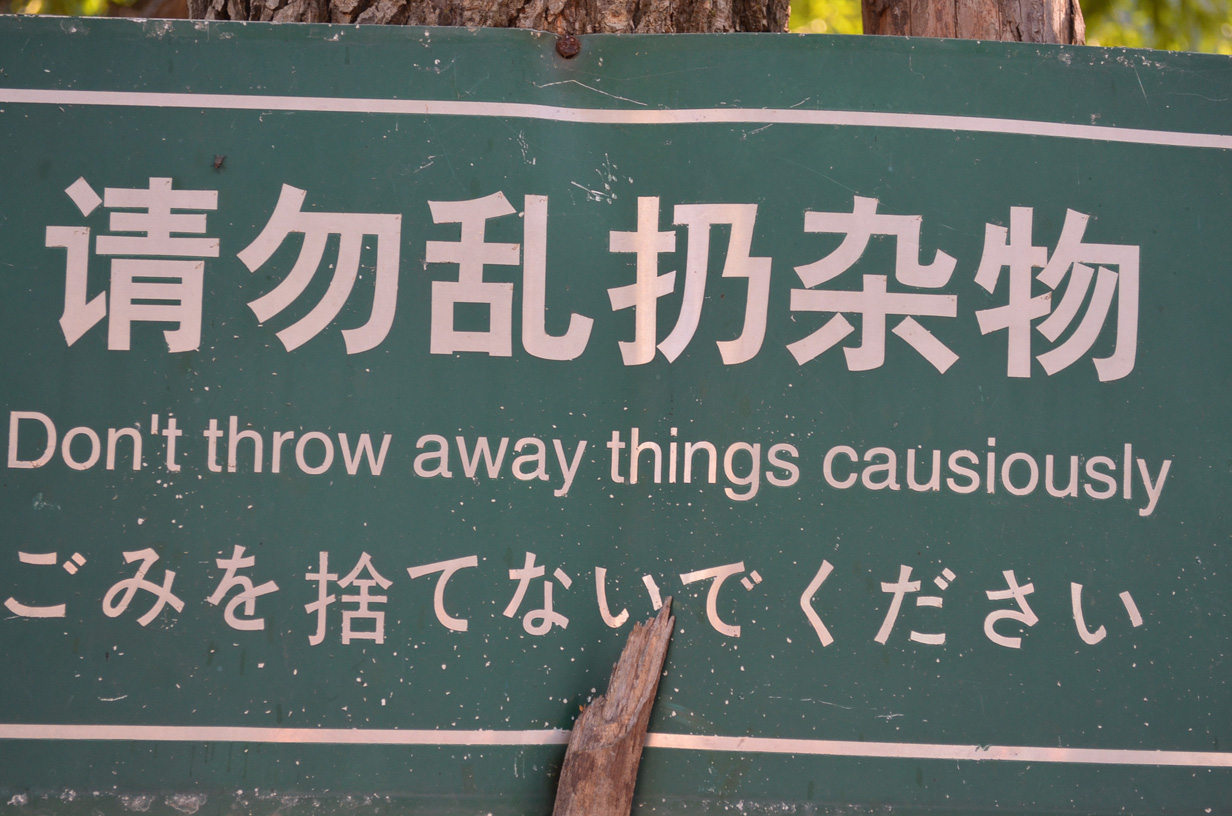 请勿乱扔杂物
Don't throw away things causiously
ごみを捨てないでください